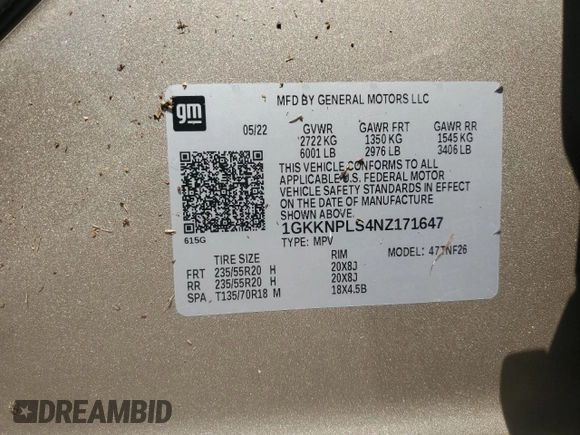 gm
MFD BY GENERAL MOTORS LLC
05/22 GVWR GAWR FRT GAWR RR
2722 KG 1350 KG 1545 KG
6001 LB 2976 LB 3406 LB
THIS VEHICLE CONFORMS TO ALL
APPLICABLE U.S. FEDERAL MOTOR
VEHICLE SAFETY STANDARDS IN EFFECT
ON THE DATE OF MANUFACTURE
SHOWN ABOVE.
1GKKNPLS4NZ171647
615G
TYPE: MPV MODEL: 47TNF26
TIRE SIZE RIM
FRT 235/55R20 H 20X8J
RR 235/55R20 H 20X8J
SPA T135/70R18 M 18X4.5B
DREAMBID